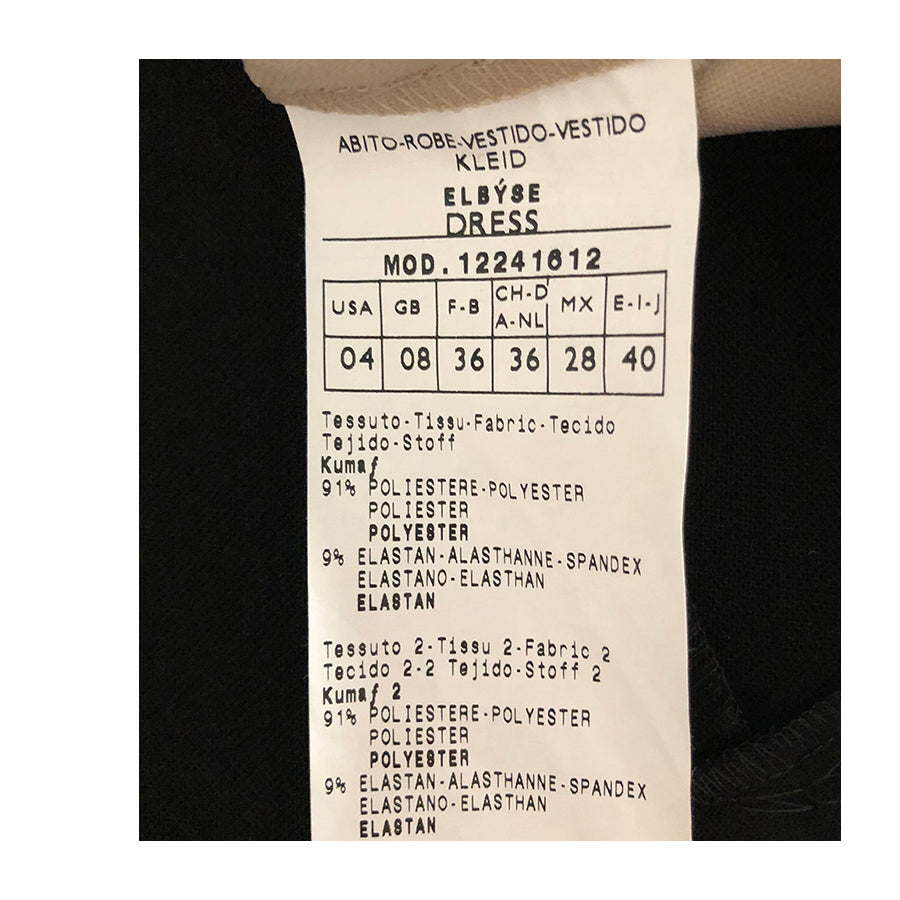 ABITO-ROBE-VESTIDO-VESTIDO
KLEID
ELBÝSE
DRESS
MOD. 12241612
USA GB F-B CH-D A-NL MX E-I-J
04 08 36 36 28 40
Tessuto-Tissu-Fabric-Tecido
Tejido-Stoff
Kumaƒ
91% POLIESTERE-POLYESTER
POLIESTER
POLYESTER
9% ELASTAN-ALASTHANNE-SPANDEX
ELASTANO-ELASTHAN
ELASTAN
Tessuto 2-Tissu 2-Fabric 2
Tecido 2-2 Tejido-Stoff 2
Kumaƒ 2
91% POLIESTERE-POLYESTER
POLIESTER
POLYESTER
9% ELASTAN-ALASTHANNE-SPANDEX
ELASTANO-ELASTHAN
ELASTAN